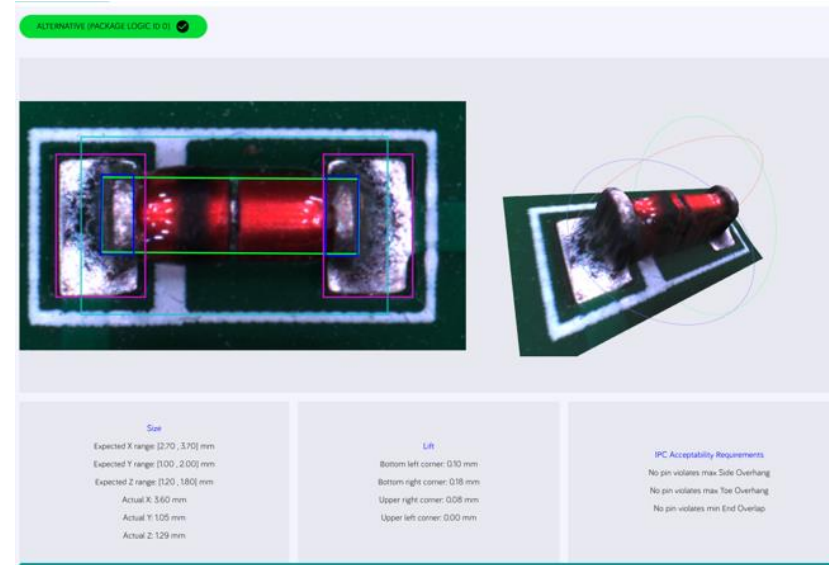 ALTERNATIVE (PACKAGE LOGIC ID 0)
Size
Expected X range: [2.70 , 3.70] mm
Expected Y range: [1.00 , 2.00] mm
Expected Z range: [1.20 , 1.80] mm
Actual X: 3.60 mm
Actual Y: 1.05 mm
Actual Z: 1.29 mm
Lift
Bottom left corner: 0.10 mm
Bottom right corner: 0.18 mm
Upper right corner: 0.08 mm
Upper left corner: 0.00 mm
IPC Acceptability Requirements
No pin violates max Side Overhang
No pin violates max Toe Overhang
No pin violates min End Overlap